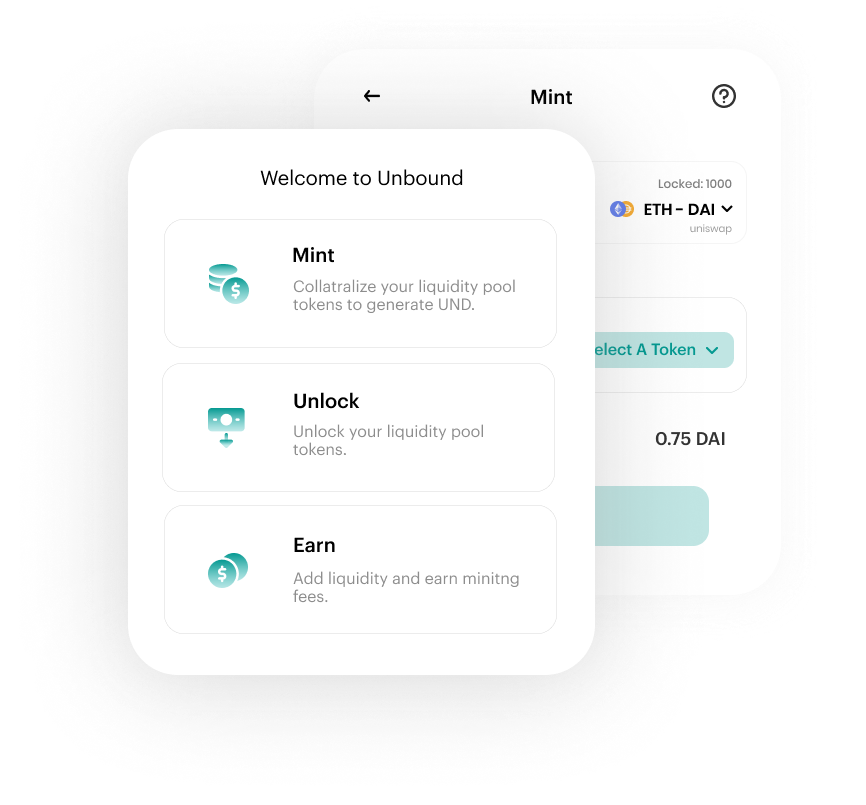 Mint
Welcome to Unbound
Locked: 1000
ETH - DAI
uniswap
Mint
Collatralize your liquidity pool
tokens to generate UND.
elect A Token
Unlock
Unlock your liquidity pool
tokens.
0.75 DAI
Earn
Add liquidity and earn minitng
fees.